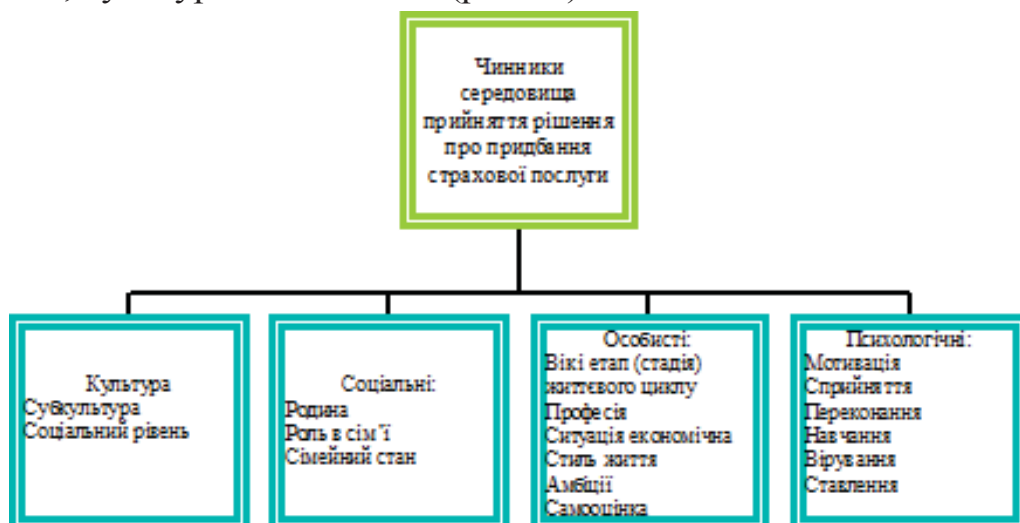 Чинники
середовища
прийняття рішення
про придбання
страхової послуги
Культура
Субкультура
Соціальний рівень
Соціальні:
Родина
Роль в сім'ї
Сімейний стан
Особисті:
Вікі етап (стадія)
життєвого циклу
Професія
Ситуація економічна
Стиль життя
Амбіції
Самооцінка
Психологічні:
Мотивація
Сприйняття
Переконання
Навчання
Вірування
Ставлення